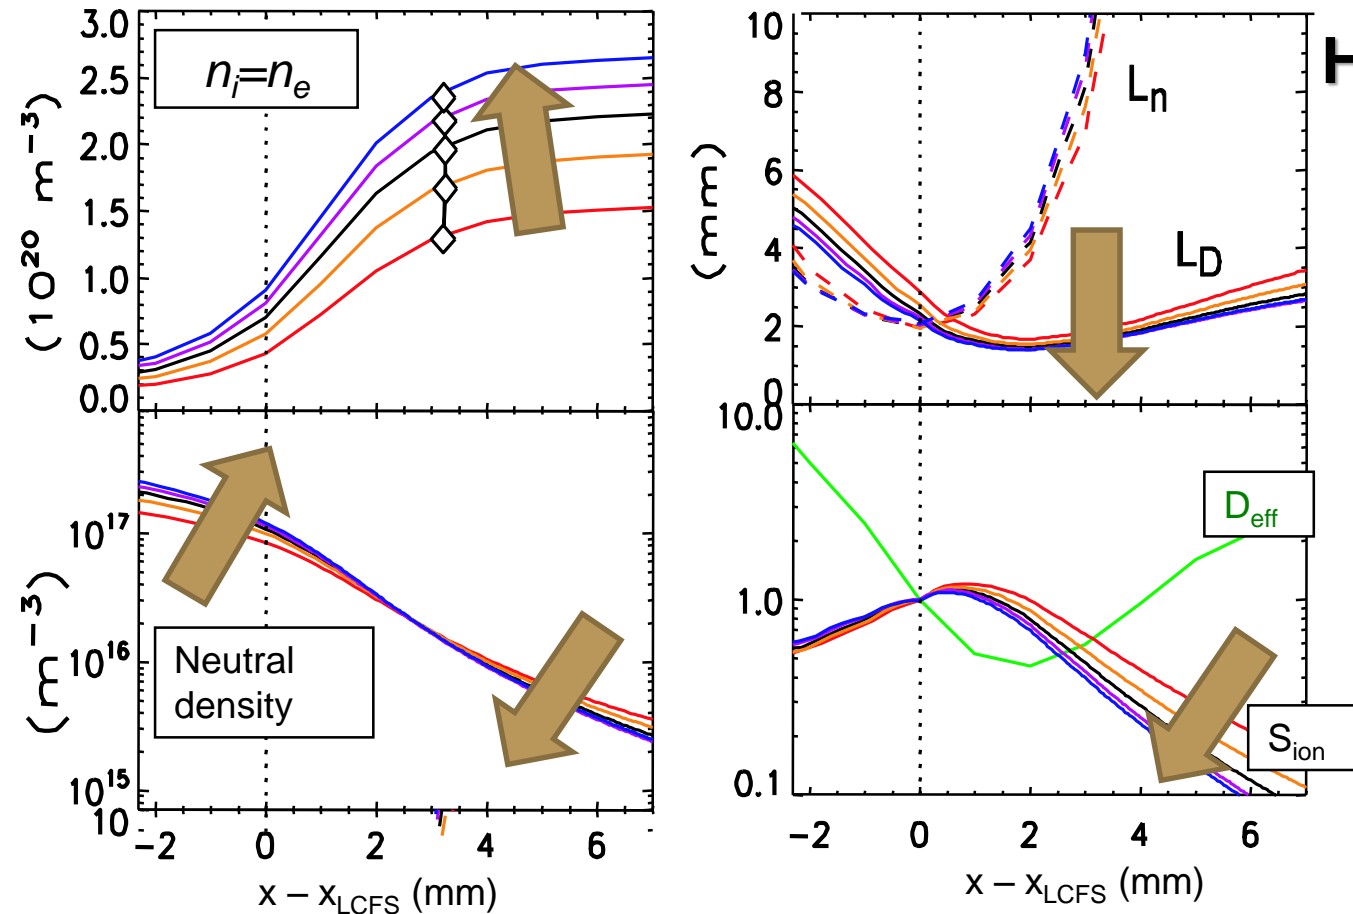 3.0
2.5
2.0
1.5
1.0
0.5
0.0
(10²⁰ m⁻³)
nᵢ=nₑ
10¹⁷
10¹⁶
10¹⁵
10
(m⁻³)
Neutral
density
−2 0 2 4 6
x – x_LCFS (mm)
10
8
6
4
2
0
(mm)
Lₙ
L_D
H
10.0
1.0
0.1
D_eff
S_ion
−2 0 2 4 6
x – x_LCFS (mm)